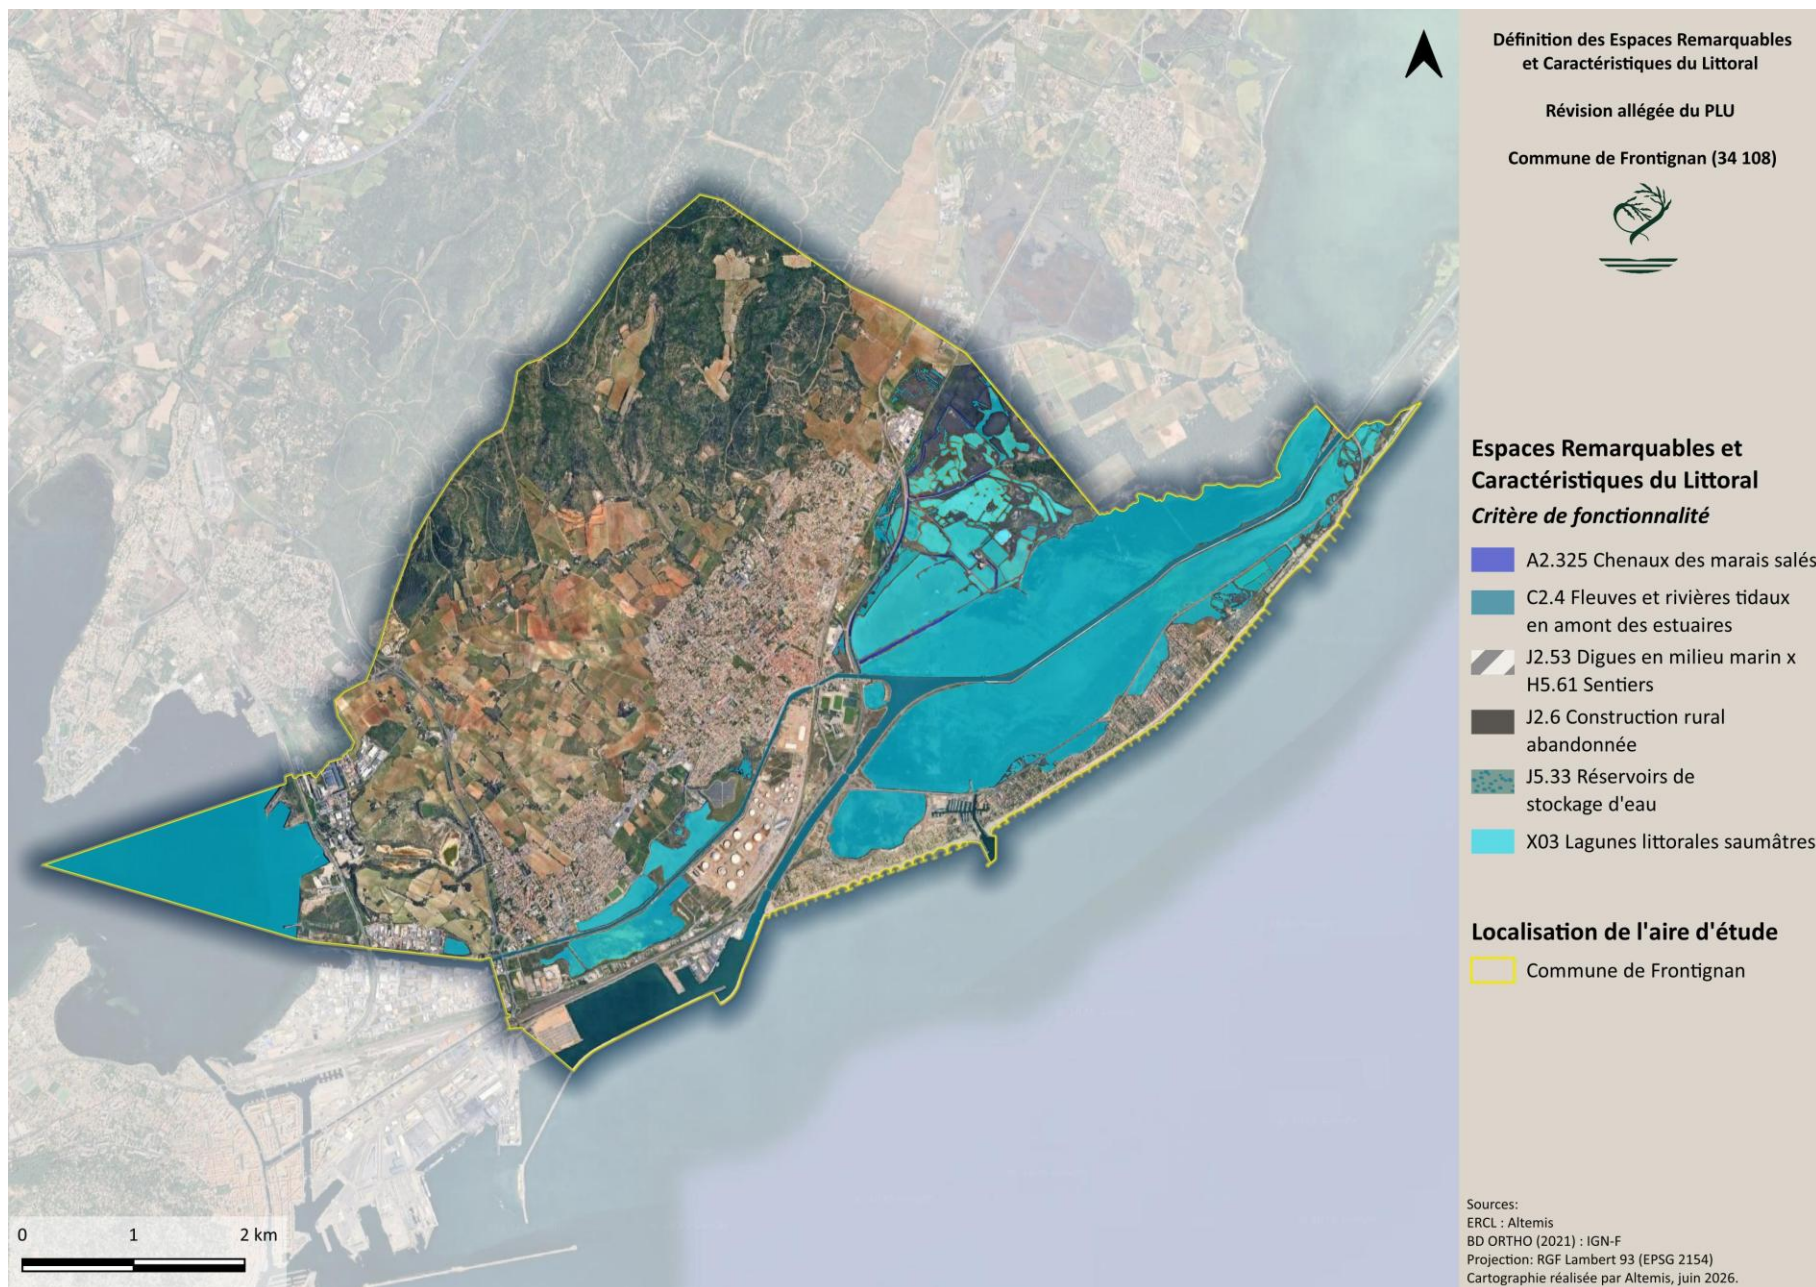 Définition des Espaces Remarquables
et Caractéristiques du Littoral
Révision allégée du PLU
Commune de Frontignan (34 108)
Espaces Remarquables et
Caractéristiques du Littoral
Critère de fonctionnalité
A2.325 Chenaux des marais salés
C2.4 Fleuves et rivières tidaux
en amont des estuaires
J2.53 Digues en milieu marin x
H5.61 Sentiers
J2.6 Construction rural
abandonnée
J5.33 Réservoirs de
stockage d'eau
X03 Lagunes littorales saumâtres
Localisation de l'aire d'étude
Commune de Frontignan
Sources:
ERCL : Altemis
BD ORTHO (2021) : IGN-F
Projection: RGF Lambert 93 (EPSG 2154)
Cartographie réalisée par Altemis, juin 2026.
0 1 2 km